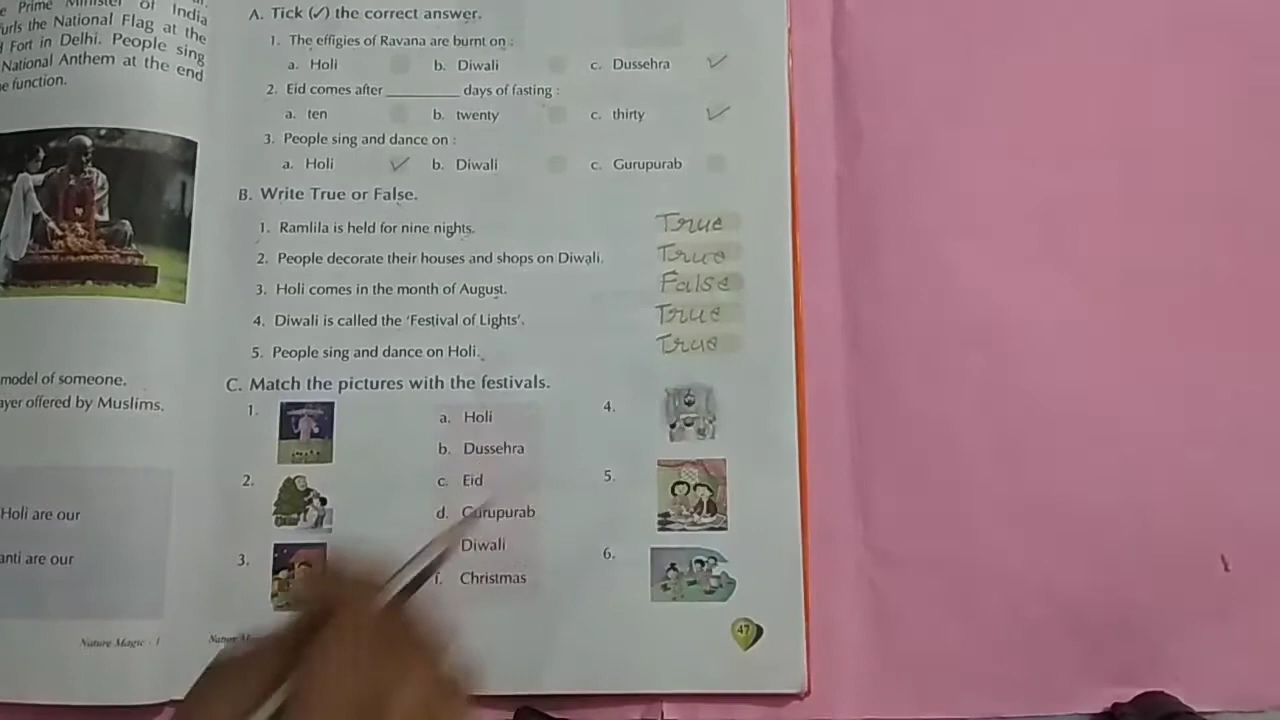 Prime Minister of India
urls the National Flag at the
Fort in Delhi. People sing
National Anthem at the end
e function.
model of someone.
ayer offered by Muslims.
Holi are our
anti are our
Nature Magic - 1
A. Tick (✓) the correct answer.
1. The effigies of Ravana are burnt on :
a. Holi b. Diwali c. Dussehra ✓
2. Eid comes after ________ days of fasting :
a. ten b. twenty c. thirty ✓
3. People sing and dance on :
a. Holi ✓ b. Diwali c. Gurupurab
B. Write True or False.
1. Ramlila is held for nine nights. True
2. People decorate their houses and shops on Diwali. True
3. Holi comes in the month of August. False
4. Diwali is called the 'Festival of Lights'. True
5. People sing and dance on Holi. True
C. Match the pictures with the festivals.
1. a. Holi 4.
b. Dussehra
2. c. Eid 5.
d. Gurupurab
3. Diwali 6.
f. Christmas
47